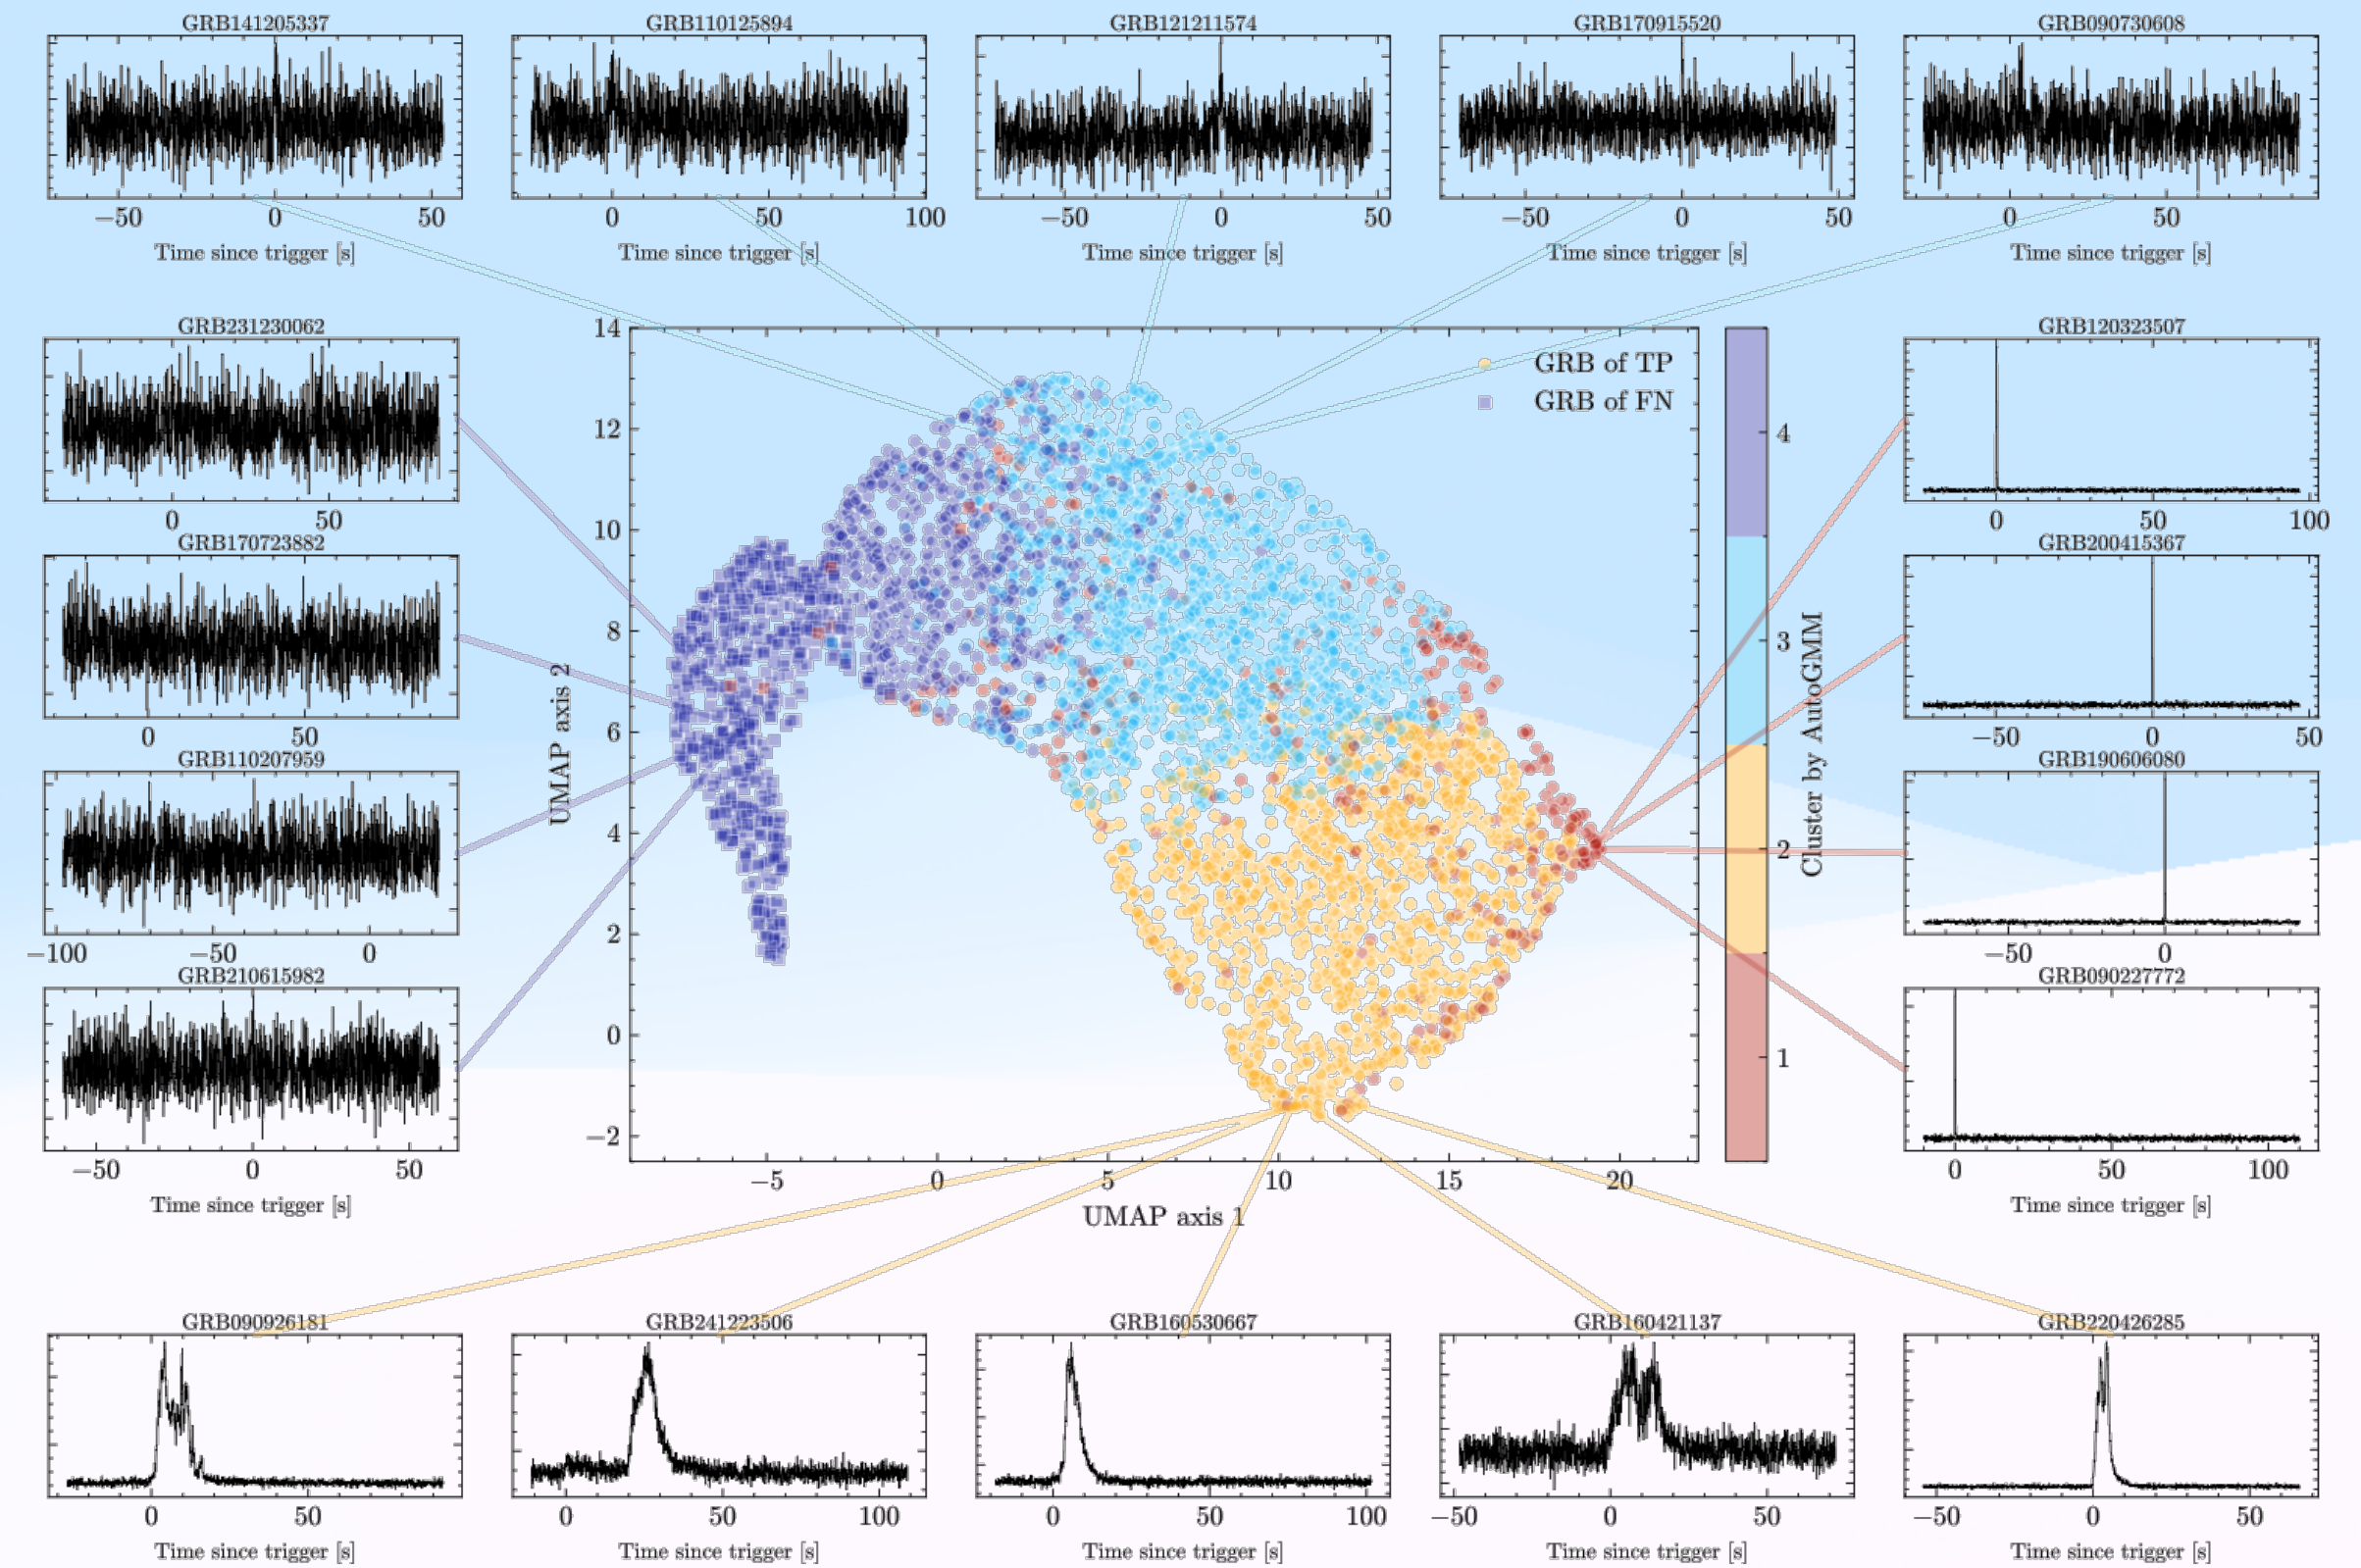 GRB141205337
GRB110125894
GRB121211574
GRB170915520
GRB090730608
−50 0 50
0 50 100
−50 0 50
−50 0 50
0 50
Time since trigger [s]
Time since trigger [s]
Time since trigger [s]
Time since trigger [s]
Time since trigger [s]
GRB231230062
0 50
GRB170723882
0 50
GRB110207959
−100 −50 0
GRB210615982
−50 0 50
Time since trigger [s]
14
12
10
8
6
4
2
0
−2
UMAP axis 2
GRB of TP
GRB of FN
−5 0 5 10 15 20
UMAP axis 1
4
3
2
1
Cluster by AutoGMM
GRB120323507
0 50 100
GRB200415367
−50 0 50
GRB190606080
−50 0
GRB090227772
0 50 100
Time since trigger [s]
GRB090926181
GRB241223506
GRB160530667
GRB160421137
GRB220426285
0 50
0 50 100
0 50 100
−50 0 50
−50 0 50
Time since trigger [s]
Time since trigger [s]
Time since trigger [s]
Time since trigger [s]
Time since trigger [s]